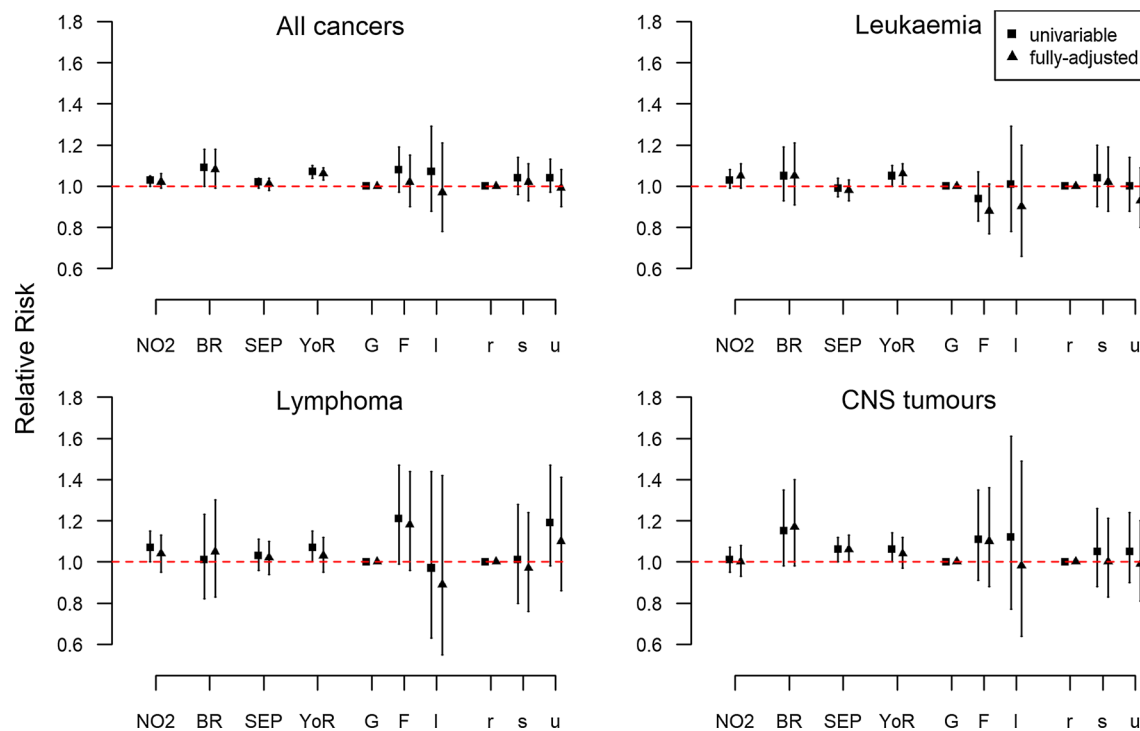 All cancers
1.8
1.6
1.4
1.2
1.0
0.8
0.6
NO2 BR SEP YoR G F I r s u
Leukaemia
univariable
fully-adjusted
1.8
1.6
1.4
1.2
1.0
0.8
0.6
NO2 BR SEP YoR G F I r s u
Relative Risk
Lymphoma
1.8
1.6
1.4
1.2
1.0
0.8
0.6
NO2 BR SEP YoR G F I r s u
CNS tumours
1.8
1.6
1.4
1.2
1.0
0.8
0.6
NO2 BR SEP YoR G F I r s u